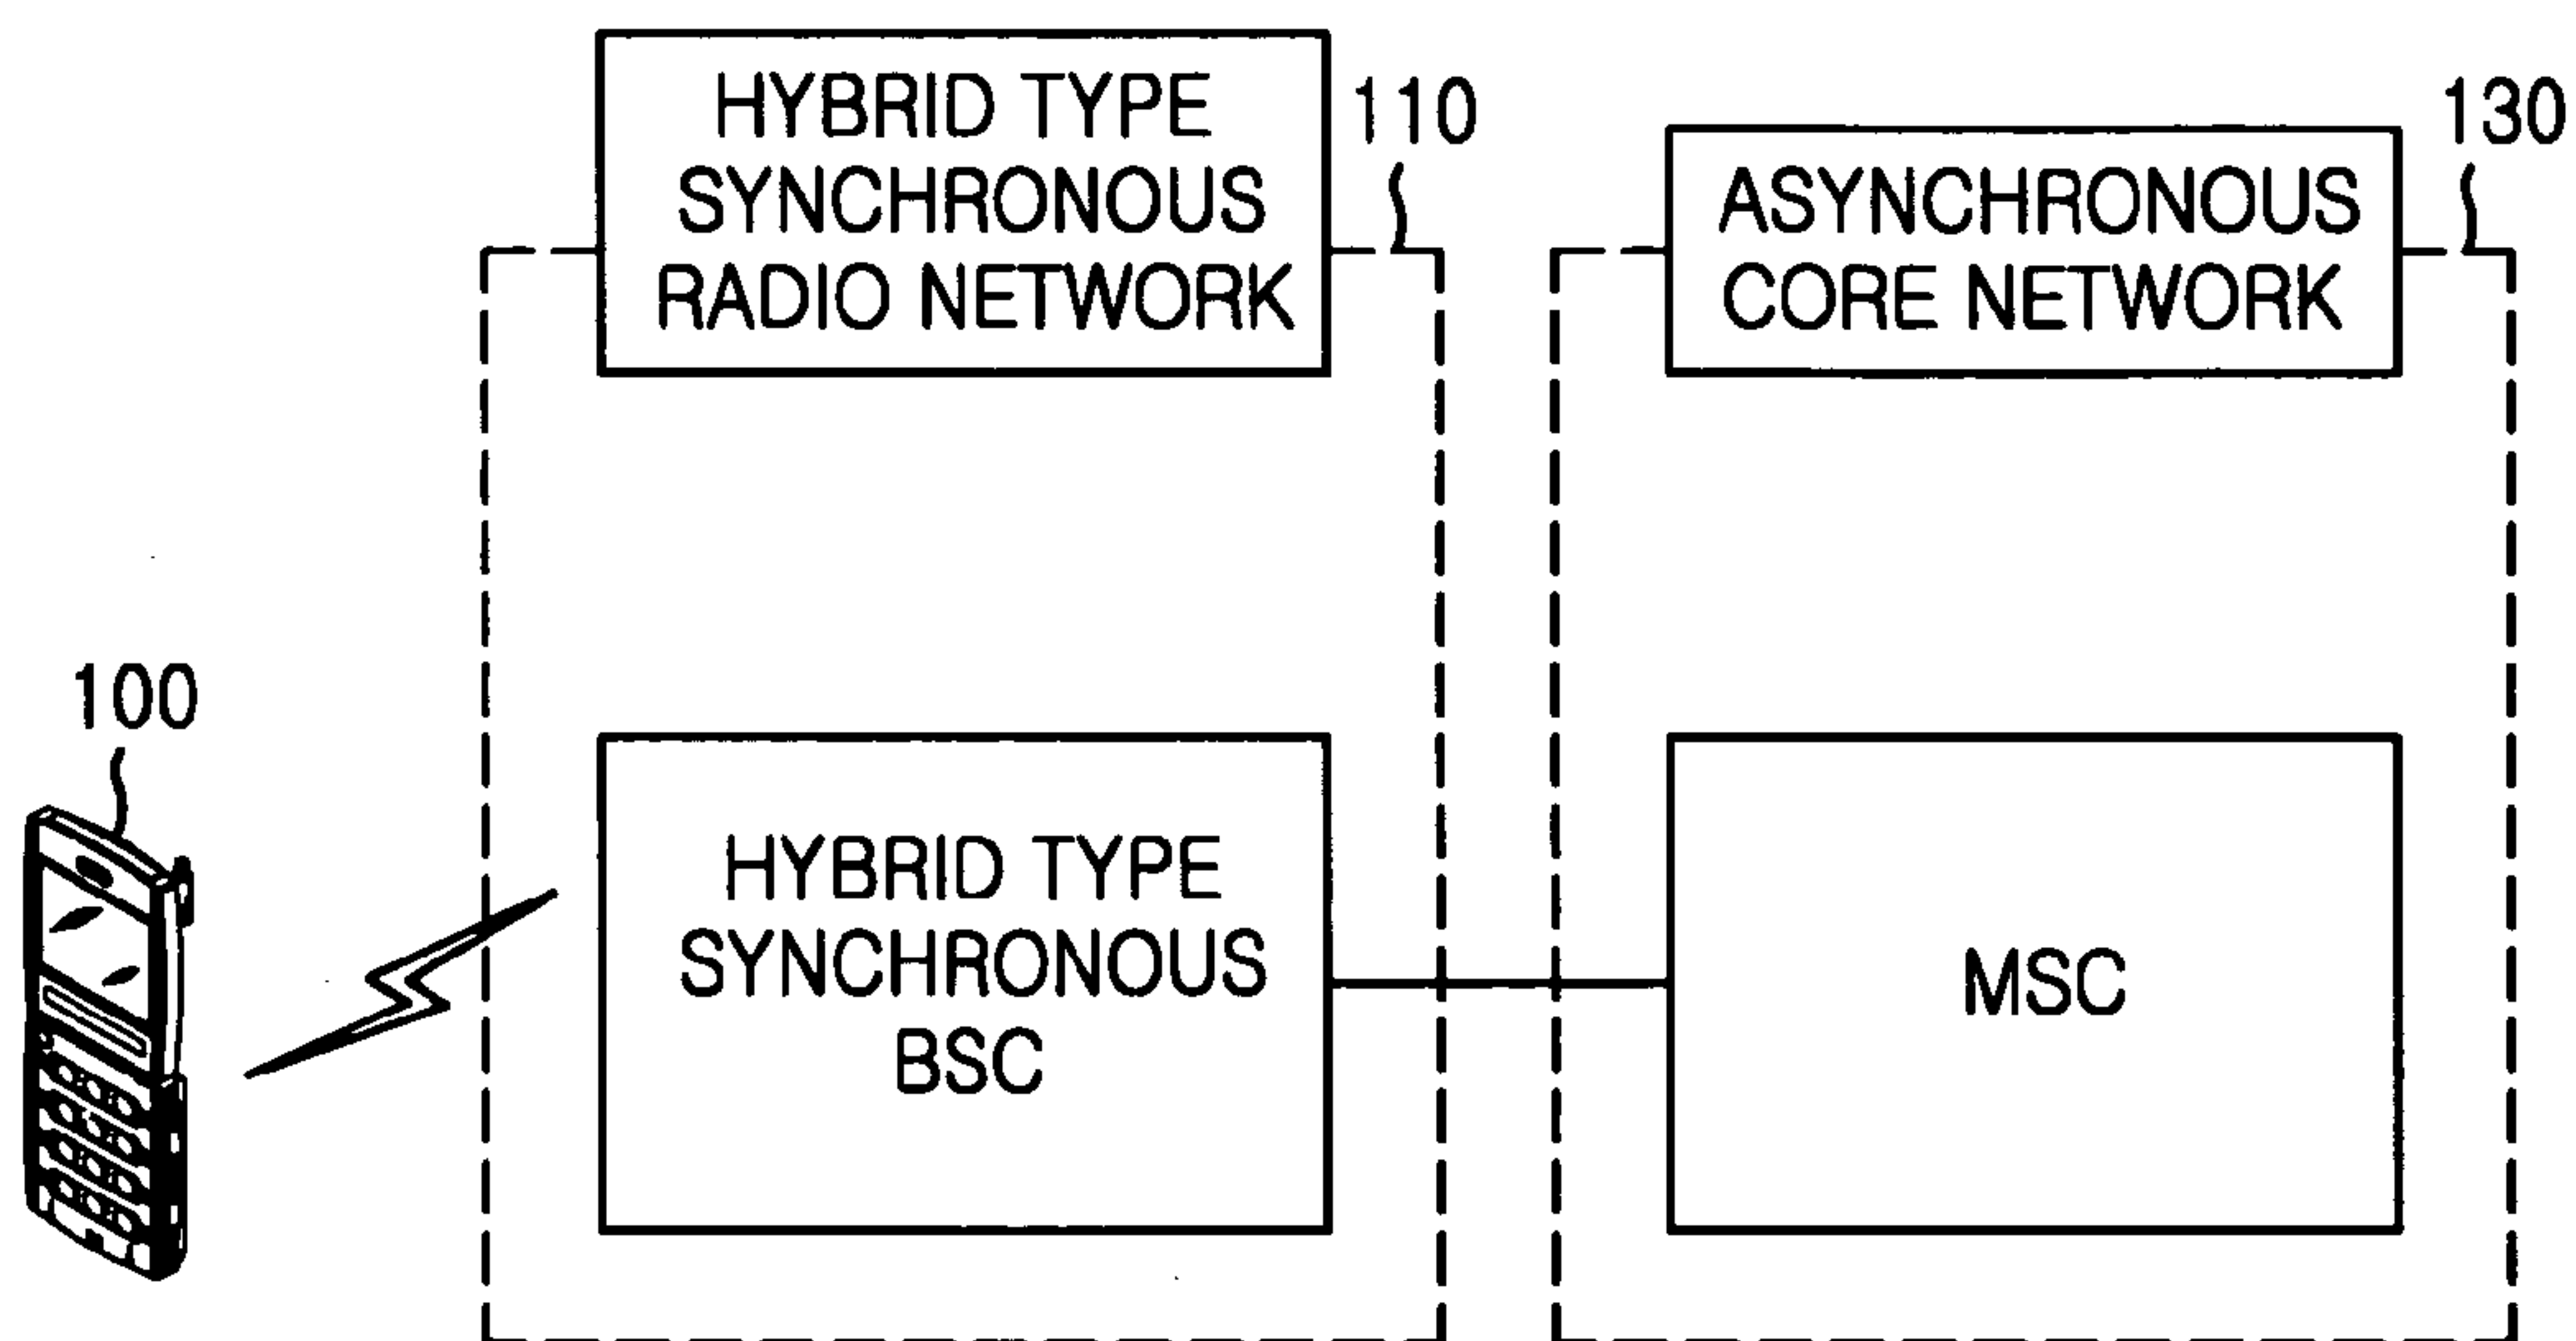 HYBRID TYPE
SYNCHRONOUS
RADIO NETWORK
110
ASYNCHRONOUS
CORE NETWORK
130
100
HYBRID TYPE
SYNCHRONOUS
BSC
MSC